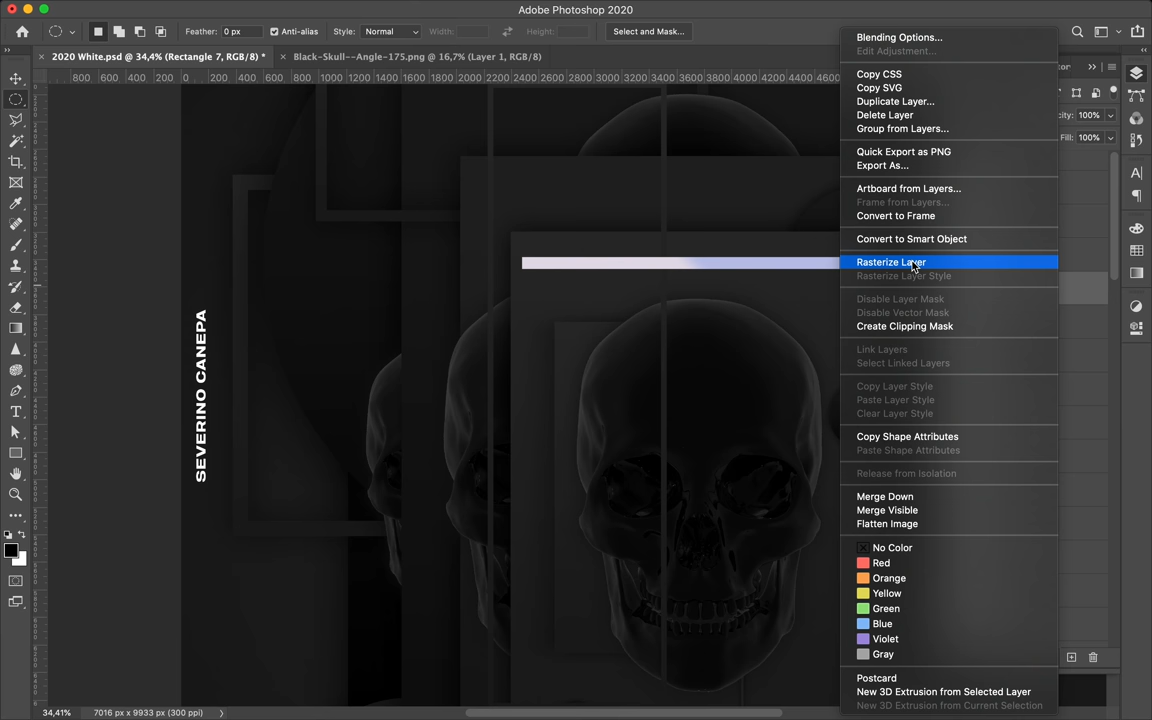 Adobe Photoshop 2020
Feather: 0 px
Anti-alias
Style: Normal
Width:
Height:
Select and Mask...
2020 White.psd @ 34,4% (Rectangle 7, RGB/8) *
Black-Skull--Angle-175.png @ 16,7% (Layer 1, RGB/8)
800 600 400 200 0 200 400 600 800 1000 1200 1400 1600 1800 2000 2200 2400 2600 2800 3000 3200 3400 3600 3800 4000 4200 4400 4600
SEVERINO CANEPA
Blending Options...
Edit Adjustment...
Copy CSS
Copy SVG
Duplicate Layer...
Delete Layer
Group from Layers...
Quick Export as PNG
Export As...
Artboard from Layers...
Frame from Layers...
Convert to Frame
Convert to Smart Object
Rasterize Layer
Rasterize Layer Style
Disable Layer Mask
Disable Vector Mask
Create Clipping Mask
Link Layers
Select Linked Layers
Copy Layer Style
Paste Layer Style
Clear Layer Style
Copy Shape Attributes
Paste Shape Attributes
Release from Isolation
Merge Down
Merge Visible
Flatten Image
No Color
Red
Orange
Yellow
Green
Blue
Violet
Gray
Postcard
New 3D Extrusion from Selected Layer
New 3D Extrusion from Current Selection
100%
Fill: 100%
34,41%
7016 px x 9933 px (300 ppi)